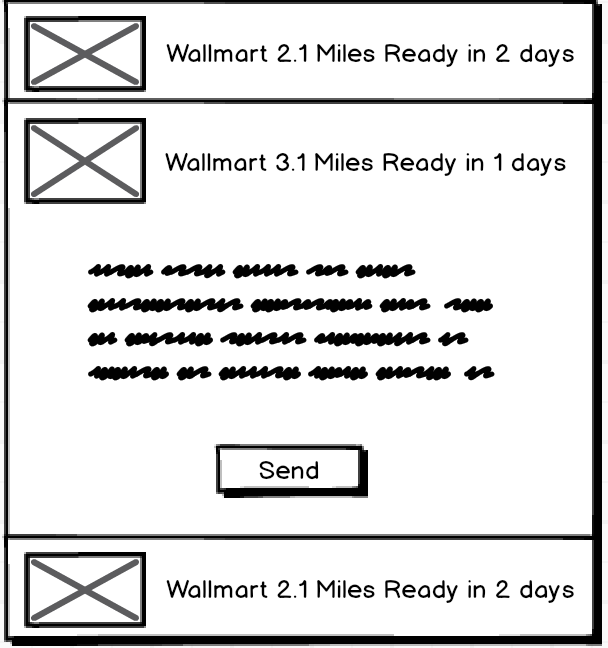 Wallmart 2.1 Miles Ready in 2 days
Wallmart 3.1 Miles Ready in 1 days
Send
Wallmart 2.1 Miles Ready in 2 days